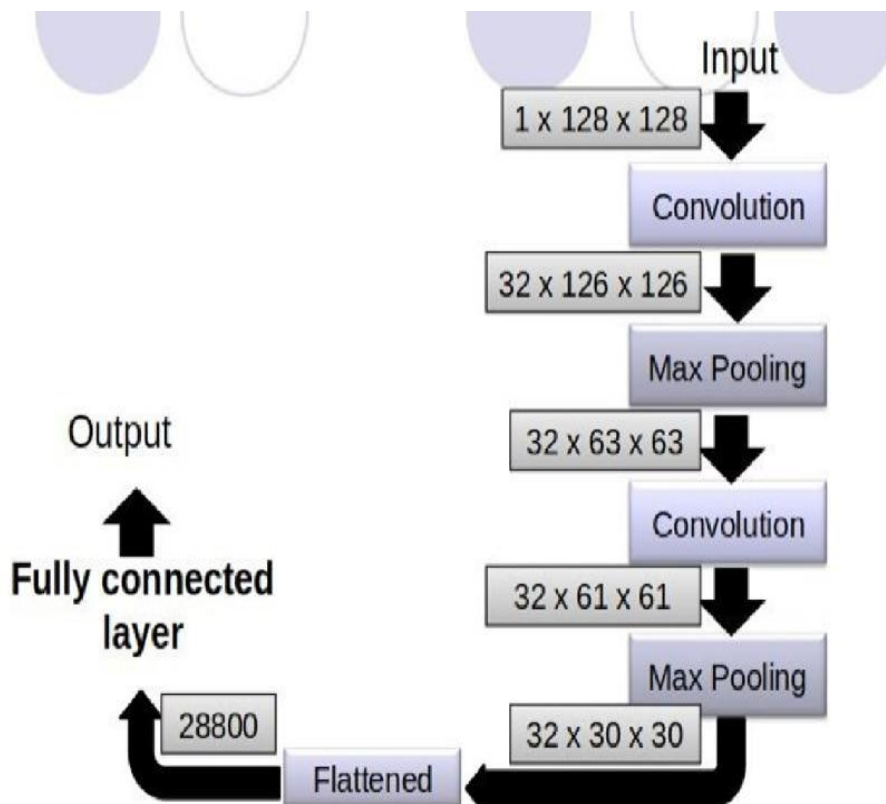 Input
1 x 128 x 128
Convolution
32 x 126 x 126
Max Pooling
32 x 63 x 63
Convolution
32 x 61 x 61
Max Pooling
32 x 30 x 30
Flattened
28800
Fully connected
layer
Output